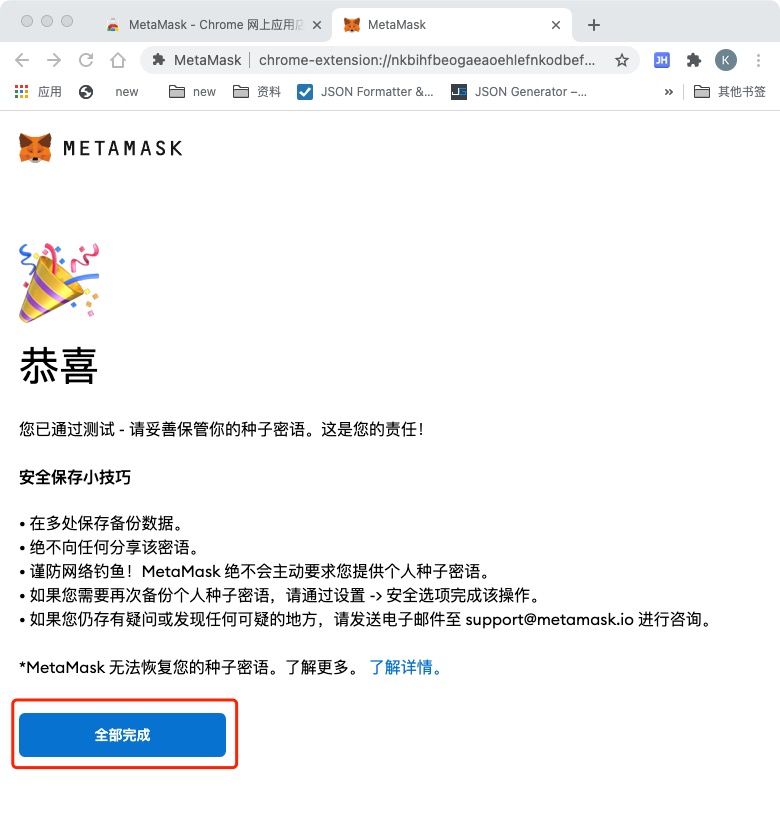 MetaMask - Chrome 网上应用店
MetaMask
MetaMask
chrome-extension://nkbihfbeogaeaoehlefnkodbef...
JH
K
应用
new
new
资料
JSON Formatter &...
JSON Generator –...
»
其他书签
METAMASK
恭喜
您已通过测试 - 请妥善保管你的种子密语。这是您的责任！
安全保存小技巧
• 在多处保存备份数据。
• 绝不向任何分享该密语。
• 谨防网络钓鱼！MetaMask 绝不会主动要求您提供个人种子密语。
• 如果您需要再次备份个人种子密语，请通过设置 -> 安全选项完成该操作。
• 如果您仍存有疑问或发现任何可疑的地方，请发送电子邮件至 support@metamask.io 进行咨询。
*MetaMask 无法恢复您的种子密语。了解更多。 了解详情。
全部完成